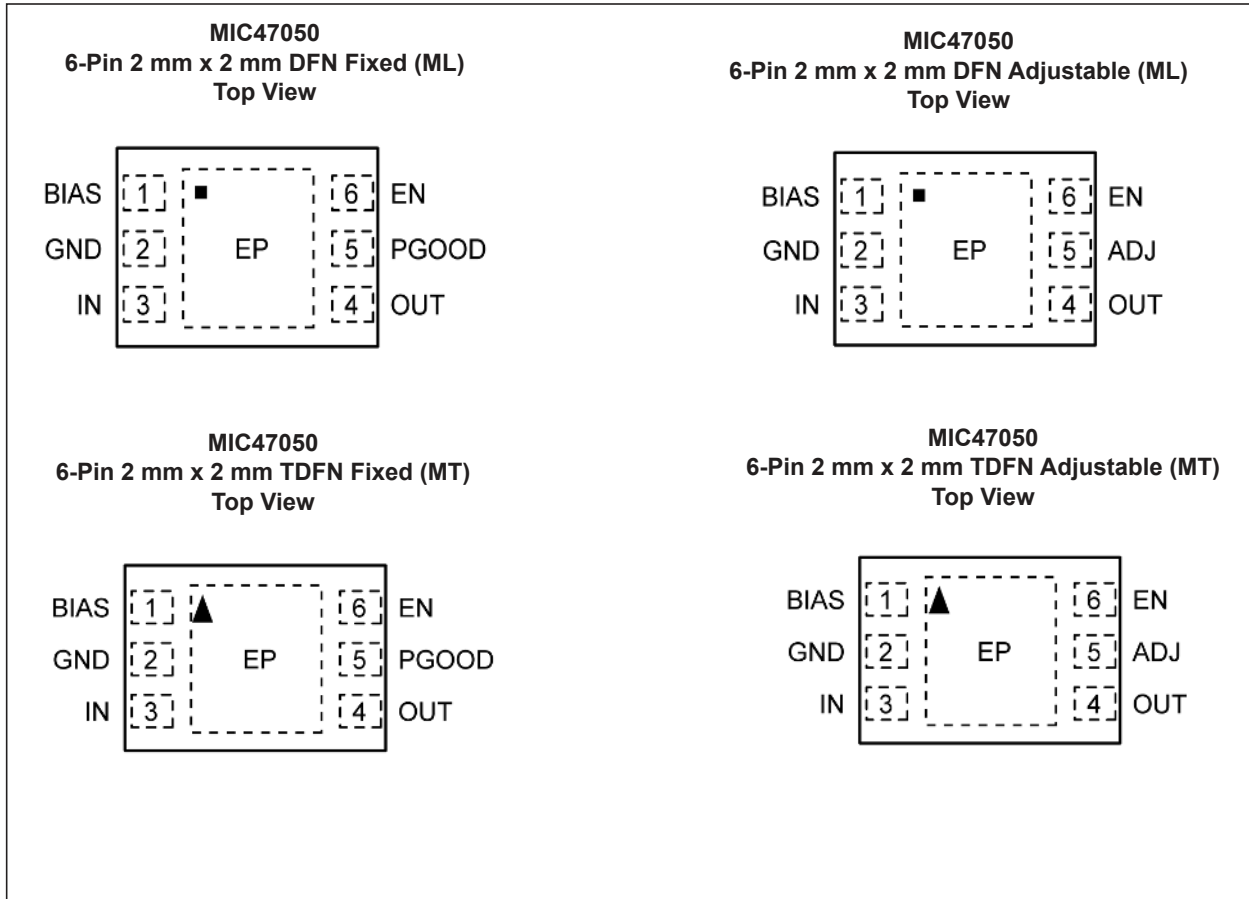 MIC47050
6-Pin 2 mm x 2 mm DFN Fixed (ML)
Top View
BIAS 1 6 EN
GND 2 EP 5 PGOOD
IN 3 4 OUT
MIC47050
6-Pin 2 mm x 2 mm DFN Adjustable (ML)
Top View
BIAS 1 6 EN
GND 2 EP 5 ADJ
IN 3 4 OUT
MIC47050
6-Pin 2 mm x 2 mm TDFN Fixed (MT)
Top View
BIAS 1 6 EN
GND 2 EP 5 PGOOD
IN 3 4 OUT
MIC47050
6-Pin 2 mm x 2 mm TDFN Adjustable (MT)
Top View
BIAS 1 6 EN
GND 2 EP 5 ADJ
IN 3 4 OUT